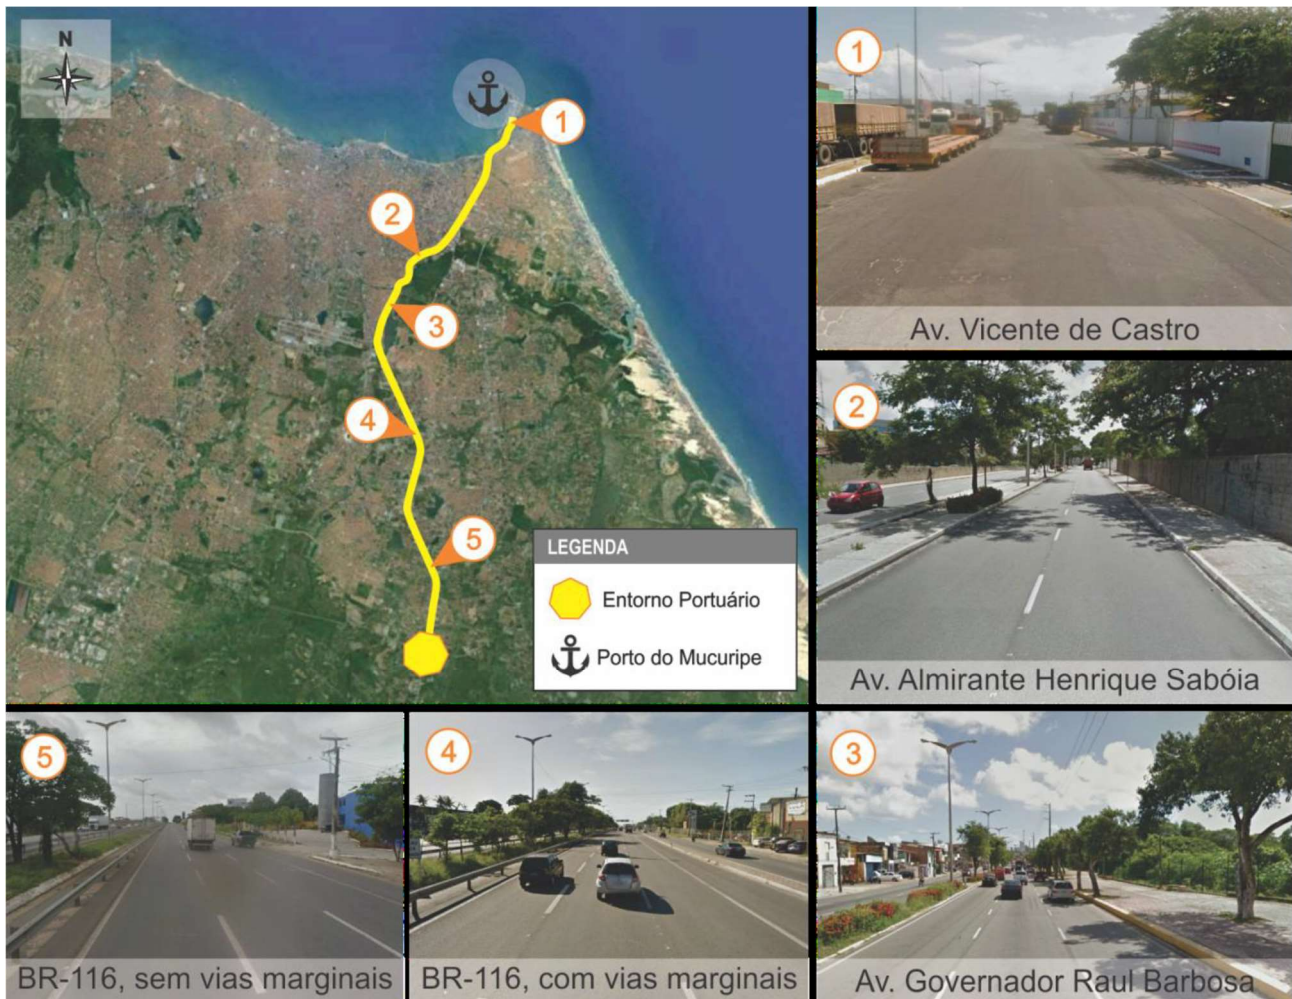 N
1
2
3
4
5
LEGENDA
Entorno Portuário
Porto do Mucuripe
1
Av. Vicente de Castro
2
Av. Almirante Henrique Sabóia
5
BR-116, sem vias marginais
4
BR-116, com vias marginais
3
Av. Governador Raul Barbosa